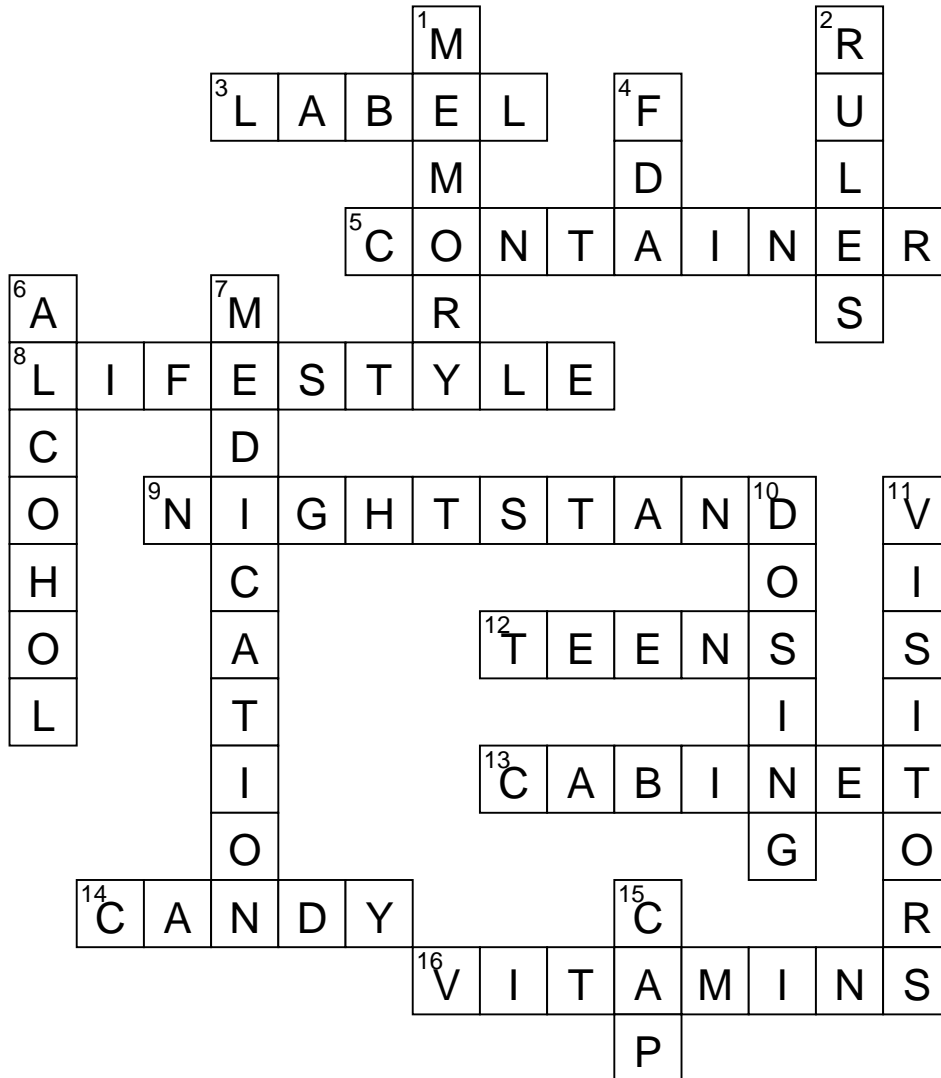 1 M 2 R
3 L A B E L 4 F U
M D L
5 C O N T A I N E R
6 A 7 M R S
8 L I F E S T Y L E
C D
O 9 N I G H T S T A N 10 D 11 V
H C O I
O A 12 T E E N S S
L T I I
I 13 C A B I N E T
O G O
14 C A N D Y 15 C R
16 V I T A M I N S
P